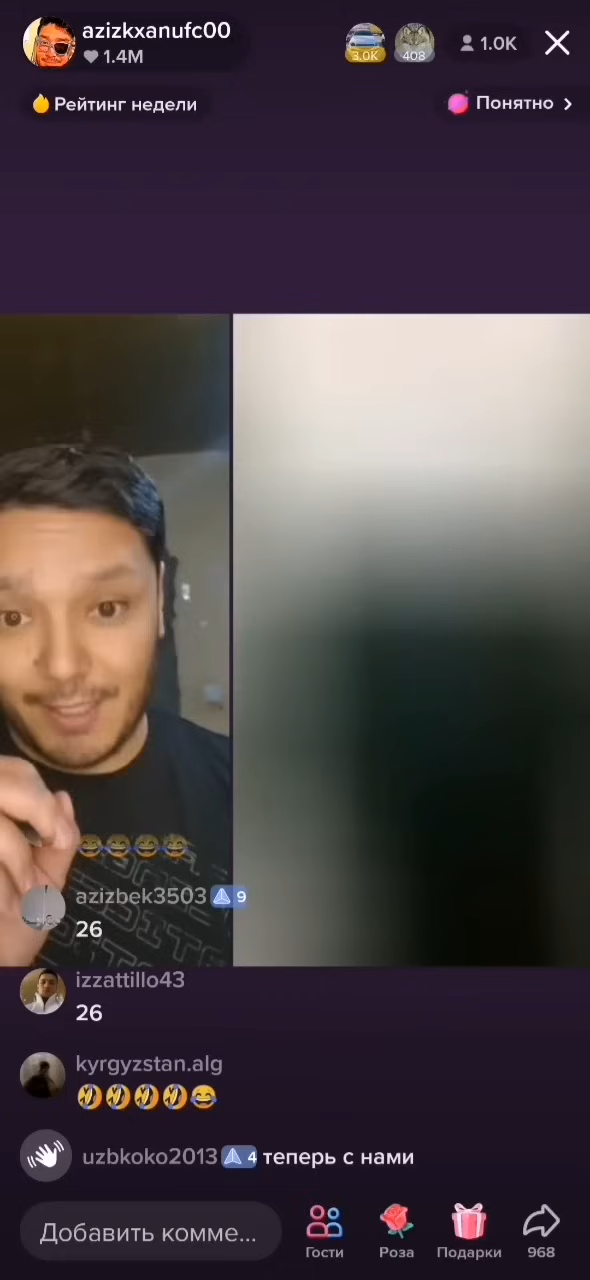 azizkxanufc00
1.4M
3.0K
408
1.0K
Рейтинг недели
Понятно
azizbek3503 9
26
izzattillo43
26
kyrgyzstan.alg
uzbkoko2013 4 теперь с нами
Добавить комме...
Гости
Роза
Подарки
968